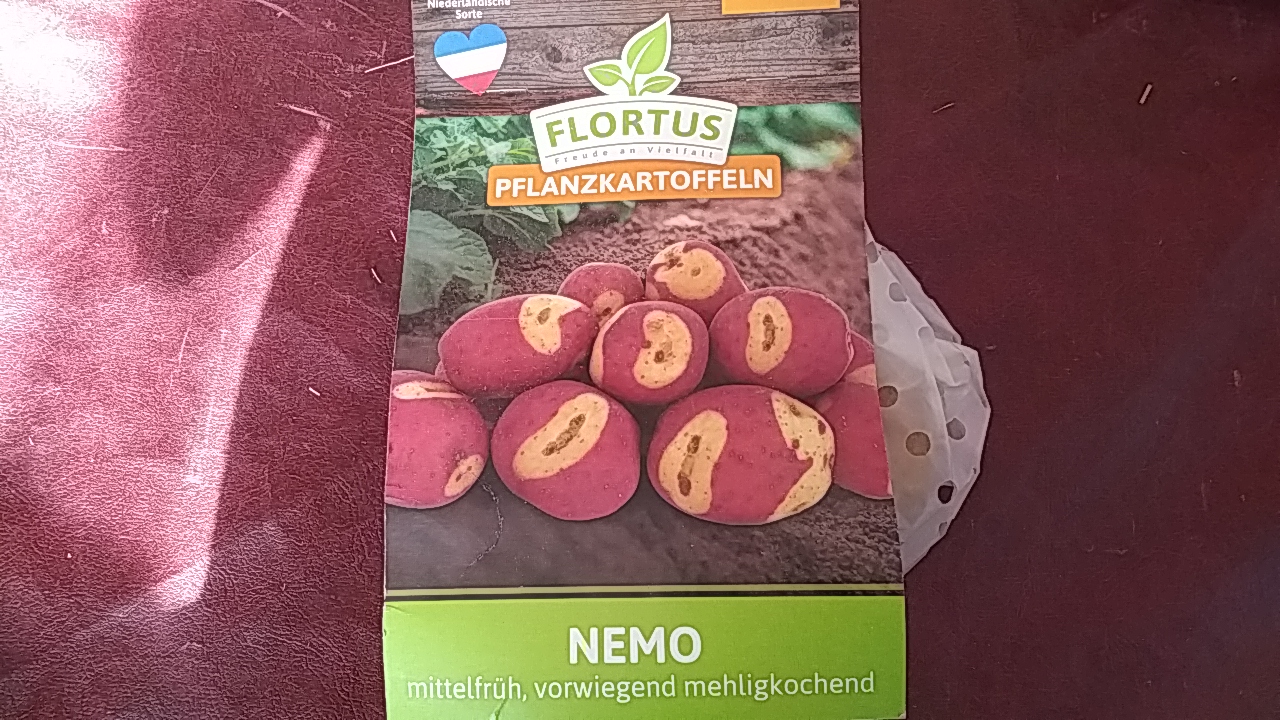 Niederländische
Sorte
FLORTUS
Freude an Vielfalt
PFLANZKARTOFFELN
NEMO
mittelfrüh, vorwiegend mehligkochend